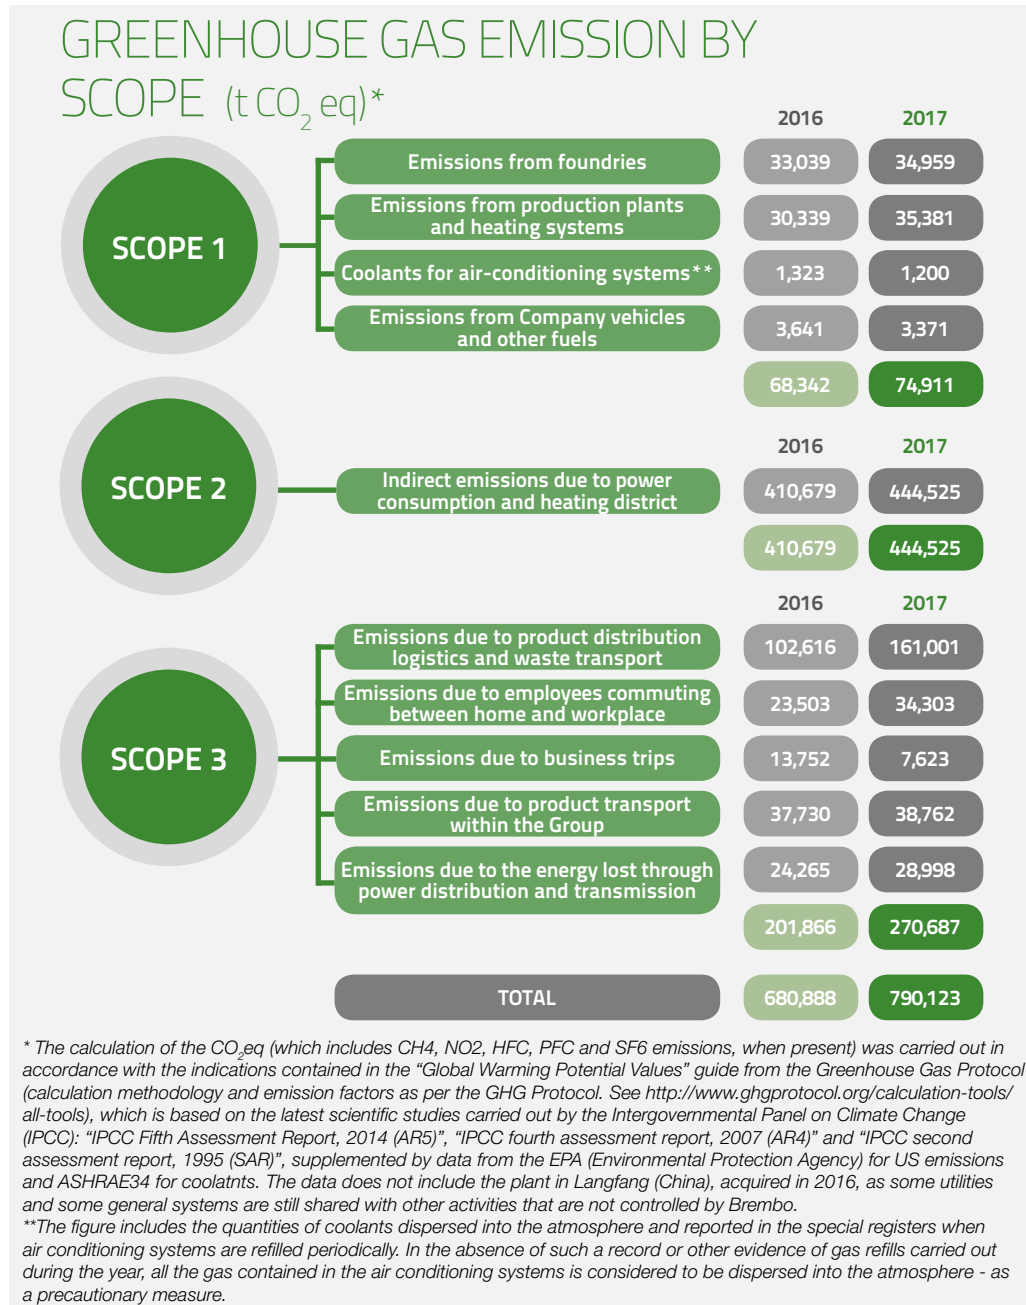 GREENHOUSE GAS EMISSION BY
SCOPE (t CO2 eq)*
2016 2017
SCOPE 1
Emissions from foundries 33,039 34,959
Emissions from production plants
and heating systems 30,339 35,381
Coolants for air-conditioning systems** 1,323 1,200
Emissions from Company vehicles
and other fuels 3,641 3,371
68,342 74,911
2016 2017
SCOPE 2
Indirect emissions due to power
consumption and heating district 410,679 444,525
410,679 444,525
2016 2017
SCOPE 3
Emissions due to product distribution
logistics and waste transport 102,616 161,001
Emissions due to employees commuting
between home and workplace 23,503 34,303
Emissions due to business trips 13,752 7,623
Emissions due to product transport
within the Group 37,730 38,762
Emissions due to the energy lost through
power distribution and transmission 24,265 28,998
201,866 270,687
TOTAL 680,888 790,123
* The calculation of the CO2eq (which includes CH4, NO2, HFC, PFC and SF6 emissions, when present) was carried out in
accordance with the indications contained in the “Global Warming Potential Values” guide from the Greenhouse Gas Protocol
(calculation methodology and emission factors as per the GHG Protocol. See http://www.ghgprotocol.org/calculation-tools/
all-tools), which is based on the latest scientific studies carried out by the Intergovernmental Panel on Climate Change
(IPCC): “IPCC Fifth Assessment Report, 2014 (AR5)”, “IPCC fourth assessment report, 2007 (AR4)” and “IPCC second
assessment report, 1995 (SAR)”, supplemented by data from the EPA (Environmental Protection Agency) for US emissions
and ASHRAE34 for coolatnts. The data does not include the plant in Langfang (China), acquired in 2016, as some utilities
and some general systems are still shared with other activities that are not controlled by Brembo.
**The figure includes the quantities of coolants dispersed into the atmosphere and reported in the special registers when
air conditioning systems are refilled periodically. In the absence of such a record or other evidence of gas refills carried out
during the year, all the gas contained in the air conditioning systems is considered to be dispersed into the atmosphere - as
a precautionary measure.